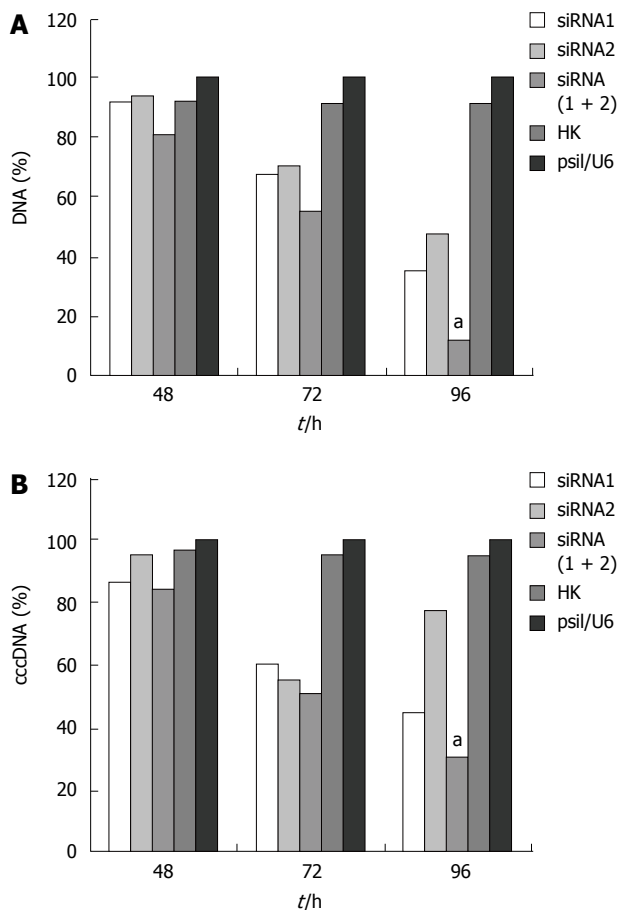 A
120
100
80
60
40
20
0
DNA (%)
a
48
72
96
t/h
siRNA1
siRNA2
siRNA
(1 + 2)
HK
psil/U6
B
120
100
80
60
40
20
0
cccDNA (%)
a
48
72
96
t/h
siRNA1
siRNA2
siRNA
(1 + 2)
HK
psil/U6